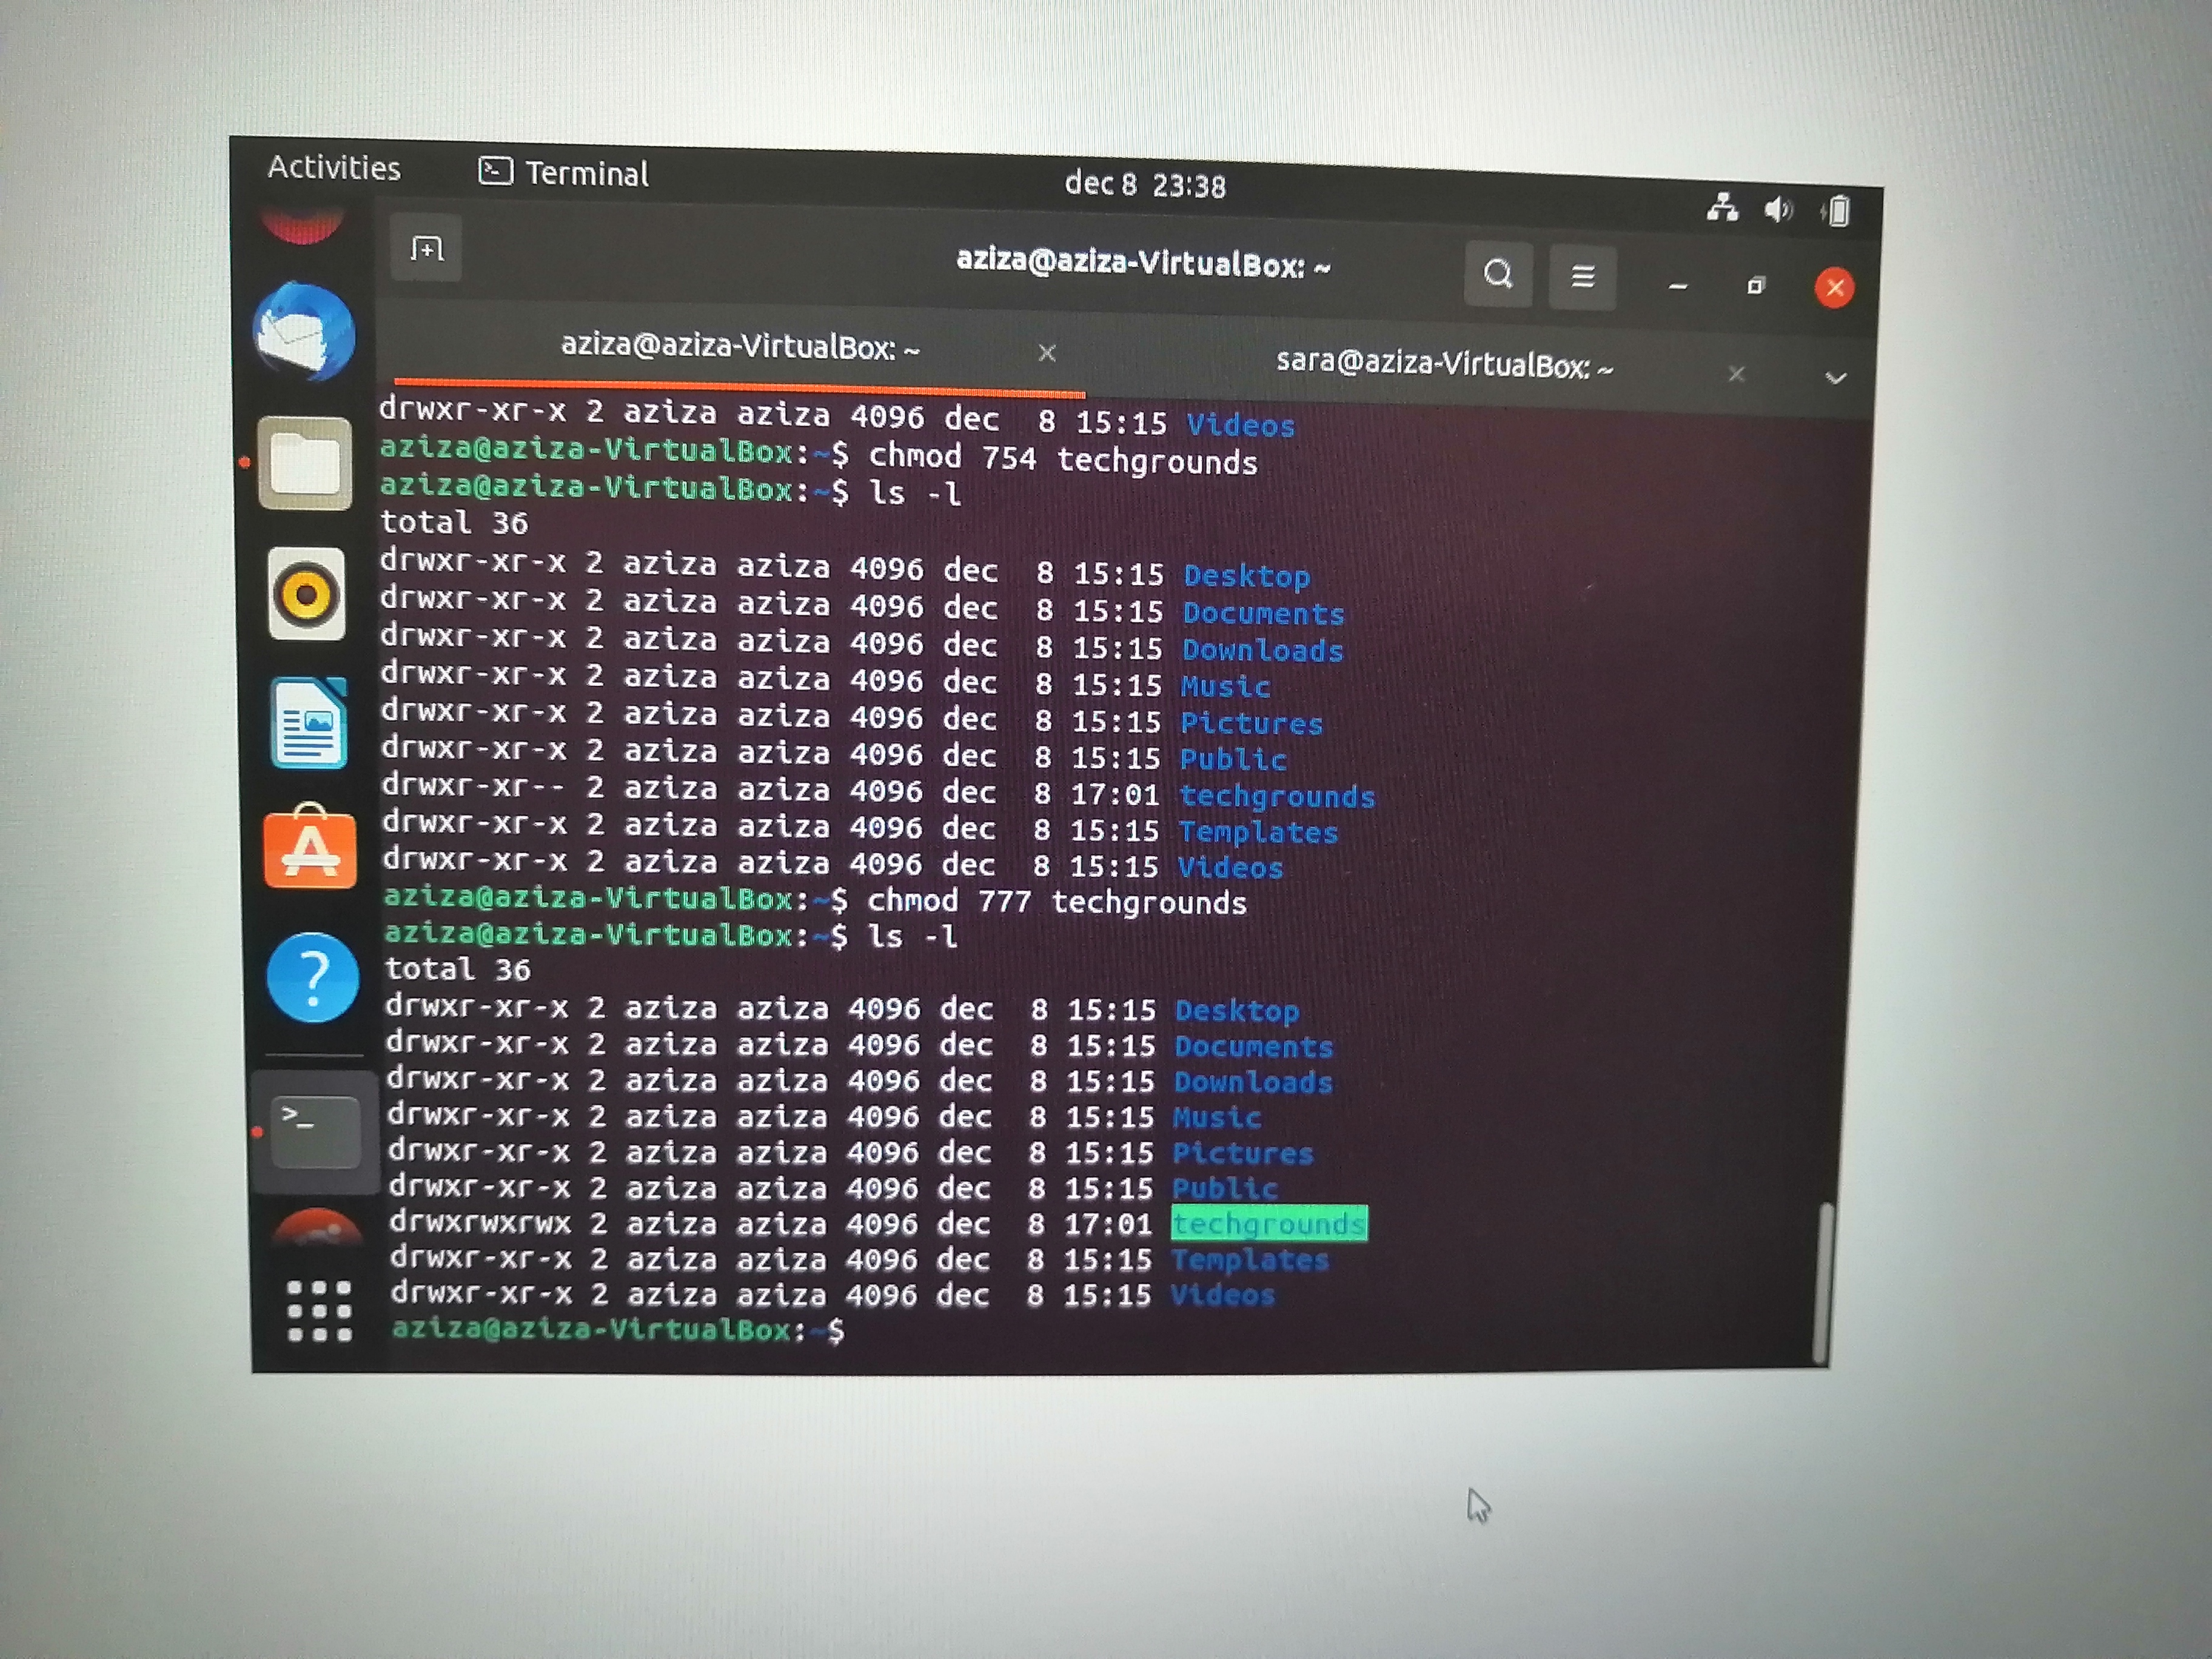 Activities Terminal dec 8 23:38
aziza@aziza-VirtualBox: ~
aziza@aziza-VirtualBox: ~ sara@aziza-VirtualBox: ~
drwxr-xr-x 2 aziza aziza 4096 dec  8 15:15 Videos
aziza@aziza-VirtualBox:~$ chmod 754 techgrounds
aziza@aziza-VirtualBox:~$ ls -l
total 36
drwxr-xr-x 2 aziza aziza 4096 dec  8 15:15 Desktop
drwxr-xr-x 2 aziza aziza 4096 dec  8 15:15 Documents
drwxr-xr-x 2 aziza aziza 4096 dec  8 15:15 Downloads
drwxr-xr-x 2 aziza aziza 4096 dec  8 15:15 Music
drwxr-xr-x 2 aziza aziza 4096 dec  8 15:15 Pictures
drwxr-xr-x 2 aziza aziza 4096 dec  8 15:15 Public
drwxr-xr-- 2 aziza aziza 4096 dec  8 17:01 techgrounds
drwxr-xr-x 2 aziza aziza 4096 dec  8 15:15 Templates
drwxr-xr-x 2 aziza aziza 4096 dec  8 15:15 Videos
aziza@aziza-VirtualBox:~$ chmod 777 techgrounds
aziza@aziza-VirtualBox:~$ ls -l
total 36
drwxr-xr-x 2 aziza aziza 4096 dec  8 15:15 Desktop
drwxr-xr-x 2 aziza aziza 4096 dec  8 15:15 Documents
drwxr-xr-x 2 aziza aziza 4096 dec  8 15:15 Downloads
drwxr-xr-x 2 aziza aziza 4096 dec  8 15:15 Music
drwxr-xr-x 2 aziza aziza 4096 dec  8 15:15 Pictures
drwxr-xr-x 2 aziza aziza 4096 dec  8 15:15 Public
drwxrwxrwx 2 aziza aziza 4096 dec  8 17:01 techgrounds
drwxr-xr-x 2 aziza aziza 4096 dec  8 15:15 Templates
drwxr-xr-x 2 aziza aziza 4096 dec  8 15:15 Videos
aziza@aziza-VirtualBox:~$